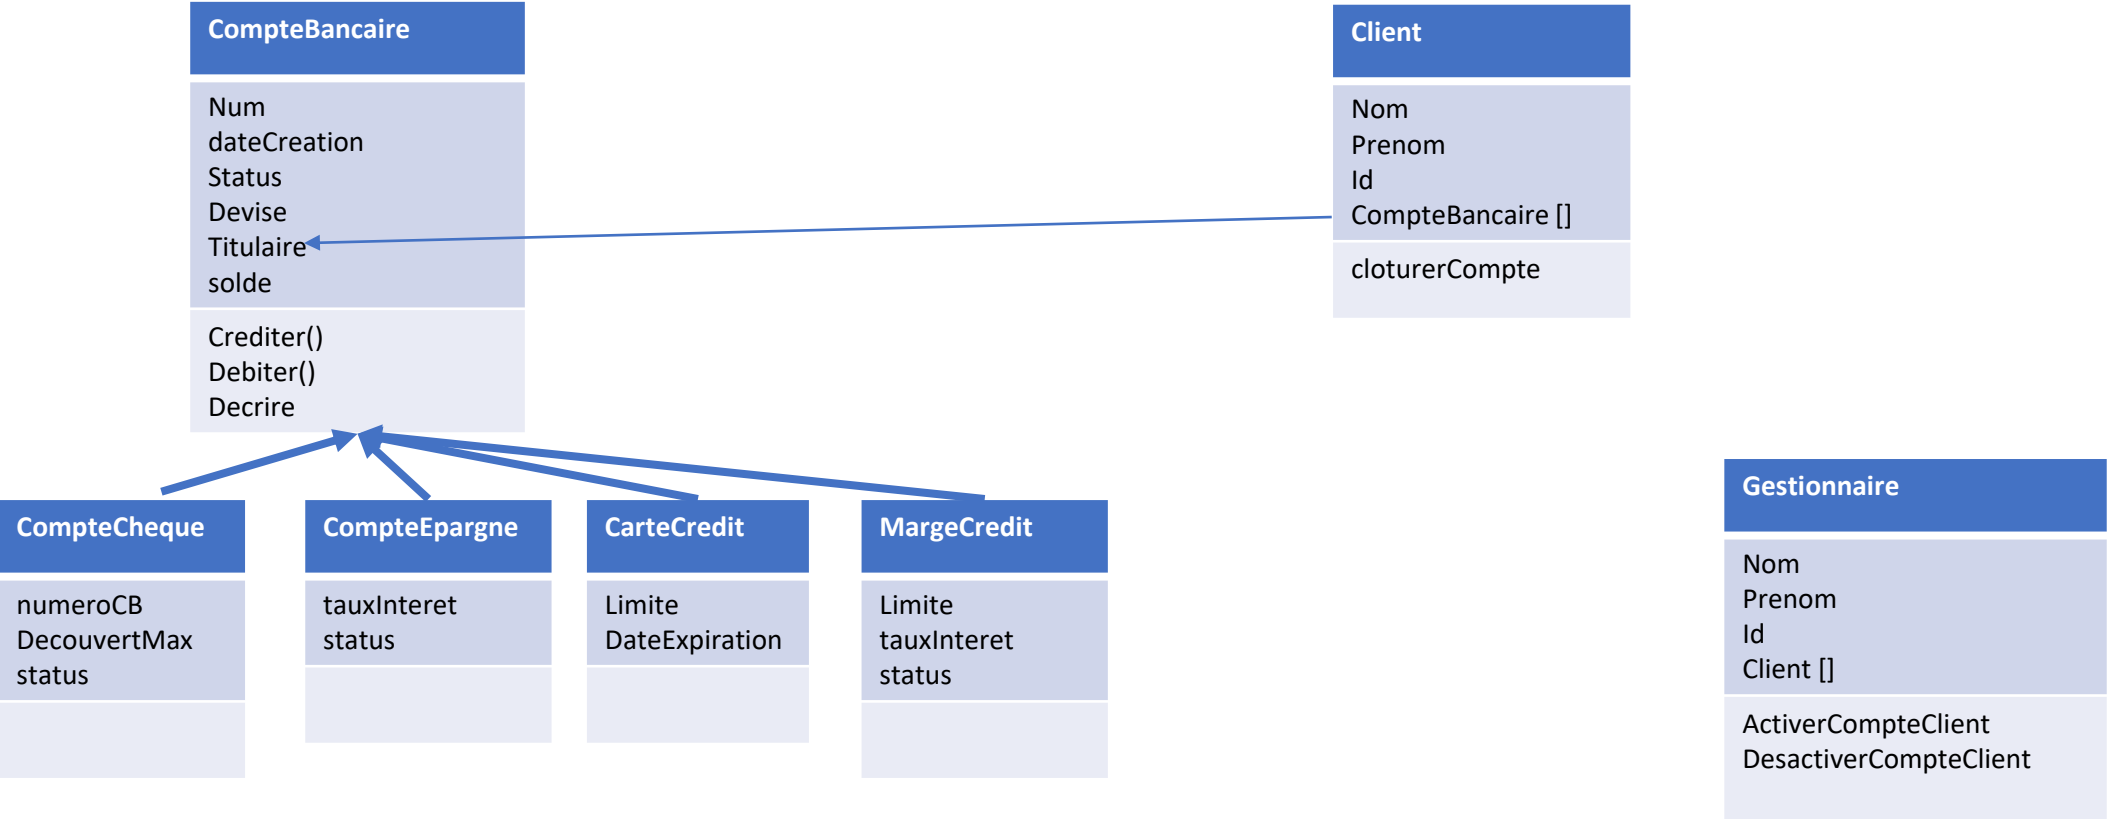 CompteBancaire
Num
dateCreation
Status
Devise
Titulaire
solde
Crediter()
Debiter()
Decrire
Client
Nom
Prenom
Id
CompteBancaire []
cloturerCompte
CompteCheque
numeroCB
DecouvertMax
status
CompteEpargne
tauxInteret
status
CarteCredit
Limite
DateExpiration
MargeCredit
Limite
tauxInteret
status
Gestionnaire
Nom
Prenom
Id
Client []
ActiverCompteClient
DesactiverCompteClient